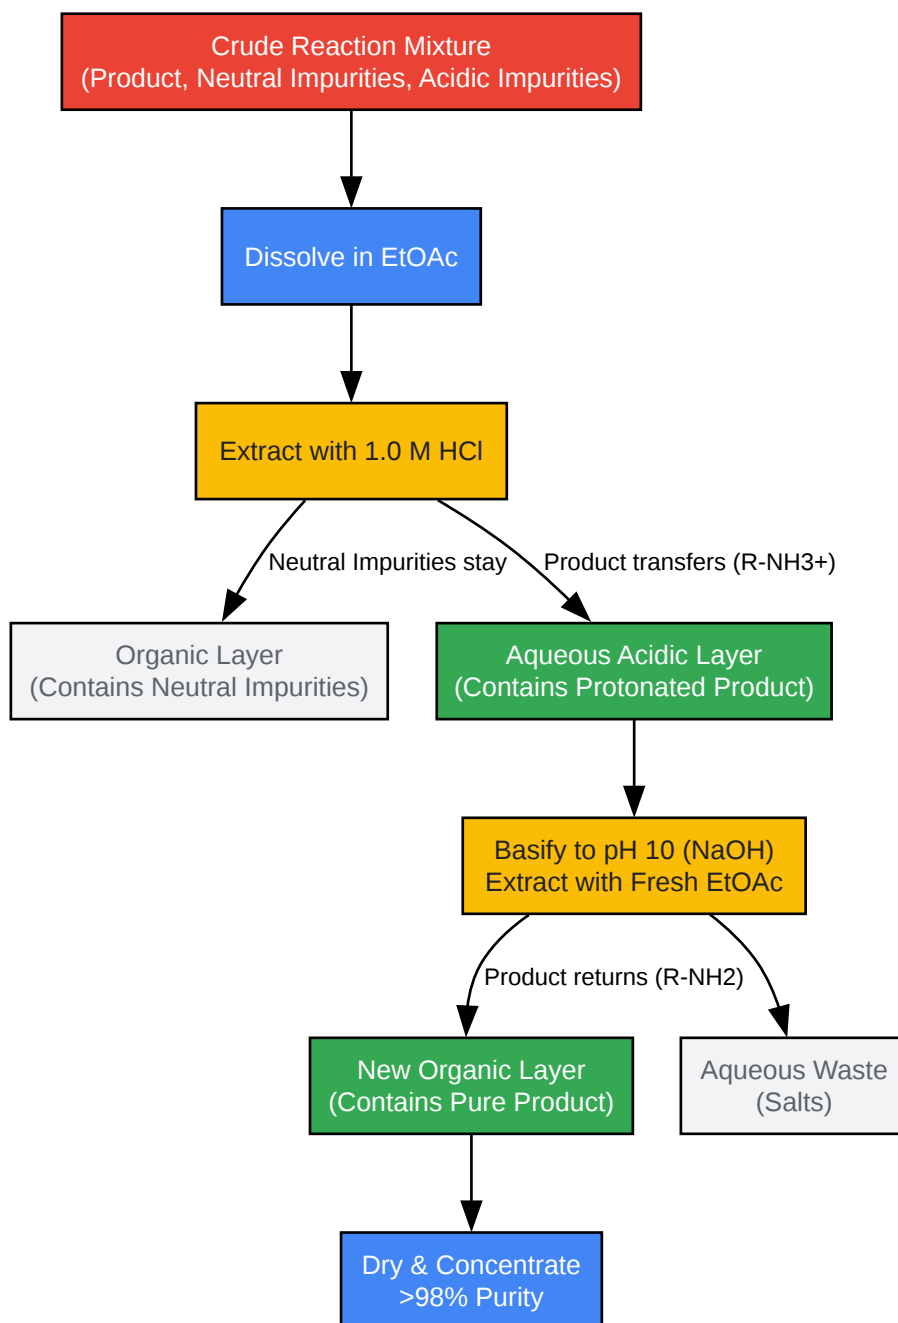 Crude Reaction Mixture
(Product, Neutral Impurities, Acidic Impurities)
Dissolve in EtOAc
Extract with 1.0 M HCl
Neutral Impurities stay
Product transfers (R-NH3+)
Organic Layer
(Contains Neutral Impurities)
Aqueous Acidic Layer
(Contains Protonated Product)
Basify to pH 10 (NaOH)
Extract with Fresh EtOAc
Product returns (R-NH2)
New Organic Layer
(Contains Pure Product)
Aqueous Waste
(Salts)
Dry & Concentrate
>98% Purity